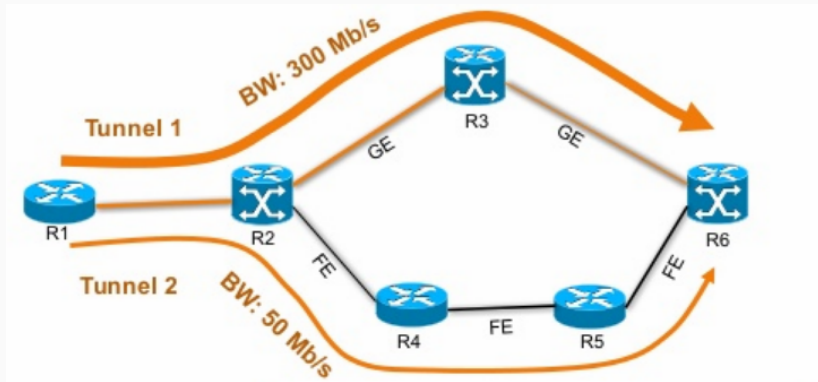 BW: 300 Mb/s
Tunnel 1
R3
GE
GE
R1
R2
R6
Tunnel 2
BW: 50 Mb/s
FE
FE
R4
FE
R5